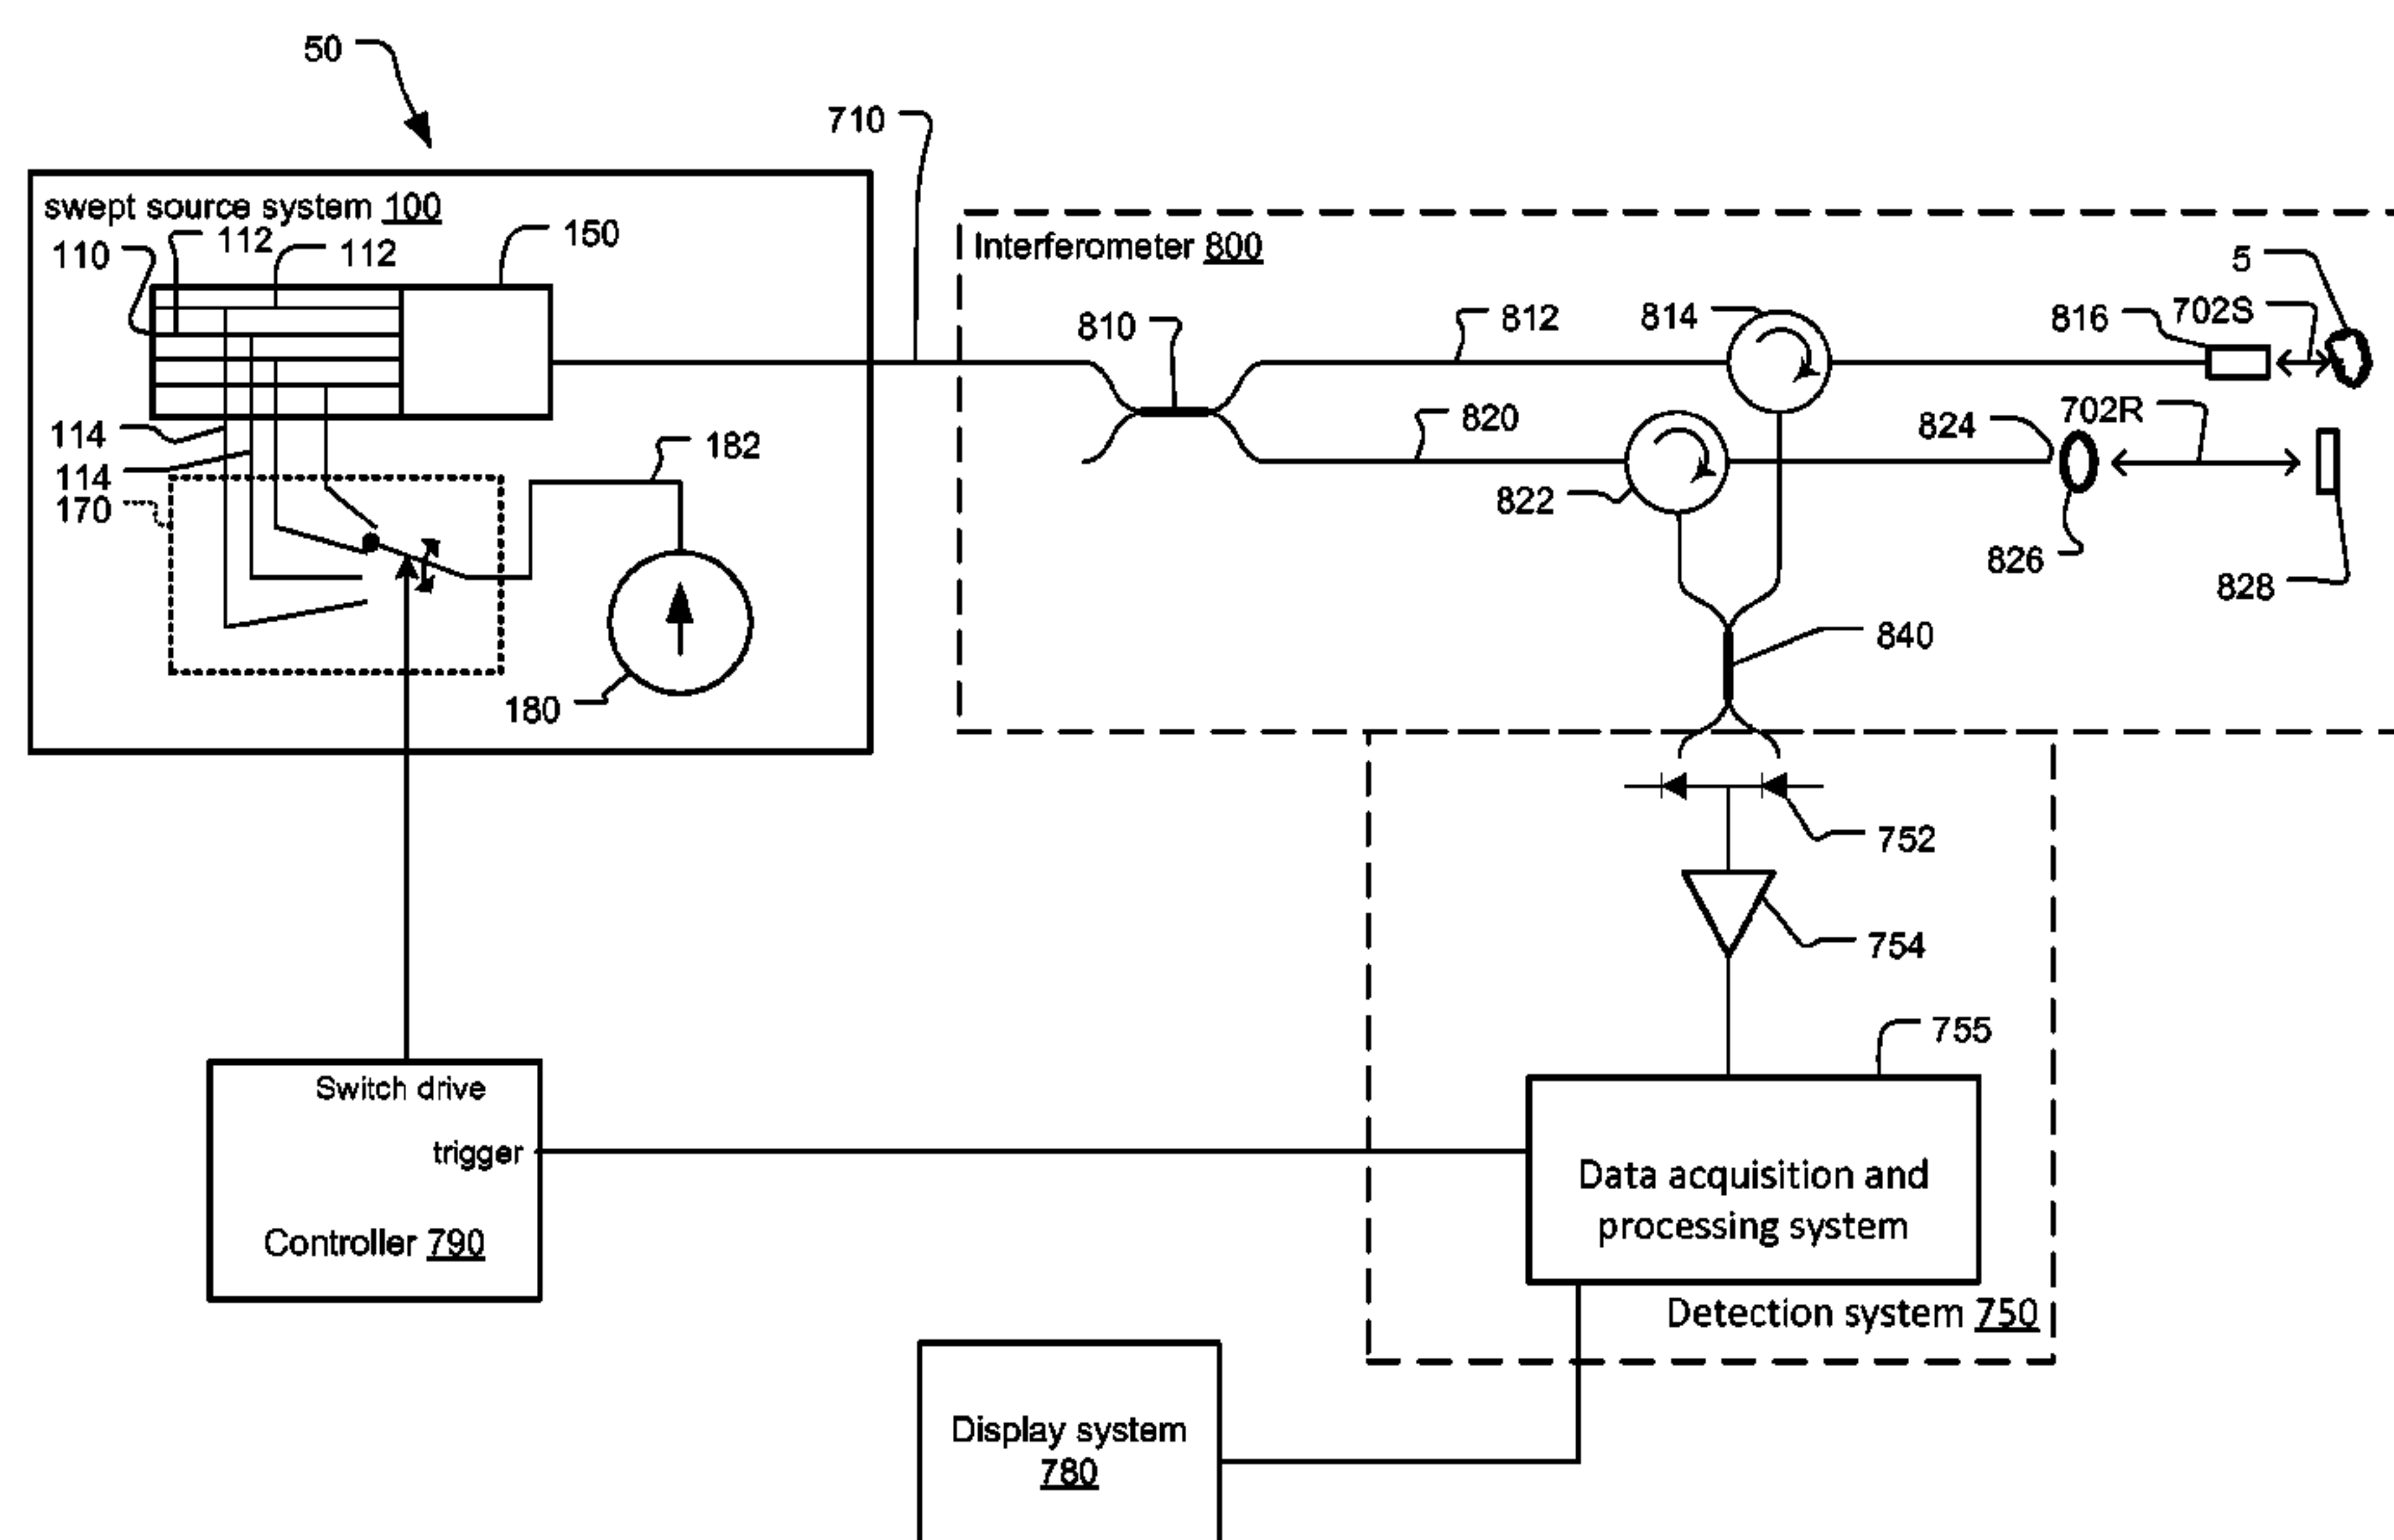 50
710
swept source system 100
112
150
110
112
Interferometer 800
5
810
812
814
816
702S
114
182
820
824
702R
114
170
822
826
828
180
840
752
754
755
Switch drive
trigger
Data acquisition and
processing system
Controller 790
Detection system 750
Display system
780